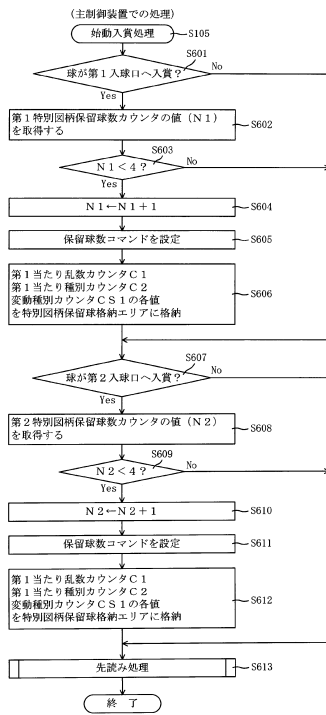 (主制御装置での処理)
始動入賞処理
S105
S601
球が第1入球口へ入賞?
No
Yes
第1特別図柄保留球数カウンタの値(N1)
を取得する
S602
S603
N1<4?
No
Yes
N1←N1+1
S604
保留球数コマンドを設定
S605
第1当たり乱数カウンタC1
第1当たり種別カウンタC2
変動種別カウンタCS1の各値
を特別図柄保留球格納エリアに格納
S606
S607
球が第2入球口へ入賞?
No
Yes
第2特別図柄保留球数カウンタの値(N2)
を取得する
S608
S609
N2<4?
No
Yes
N2←N2+1
S610
保留球数コマンドを設定
S611
第1当たり乱数カウンタC1
第1当たり種別カウンタC2
変動種別カウンタCS1の各値
を特別図柄保留球格納エリアに格納
S612
先読み処理
S613
終 了